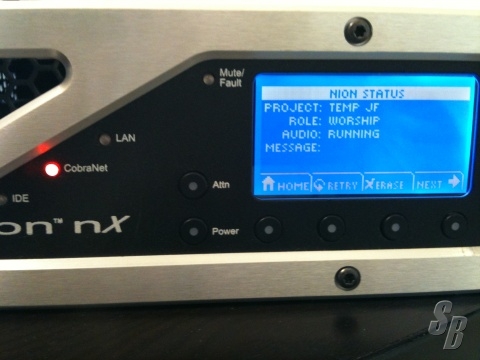 Mute/
Fault
LAN
CobraNet
IDE
on™ nX
Attn
Power
NION STATUS
PROJECT: TEMP JF
ROLE: WORSHIP
AUDIO: RUNNING
MESSAGE:
HOME RETRY ERASE NEXT
SB